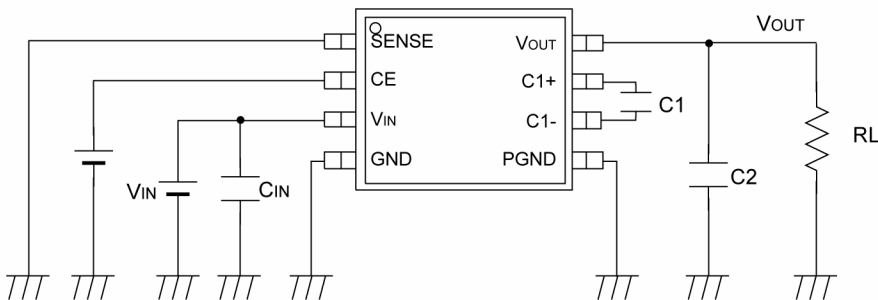 SENSE
CE
VIN
GND
VOUT
C1+
C1-
PGND
VIN
CIN
C1
VOUT
C2
RL